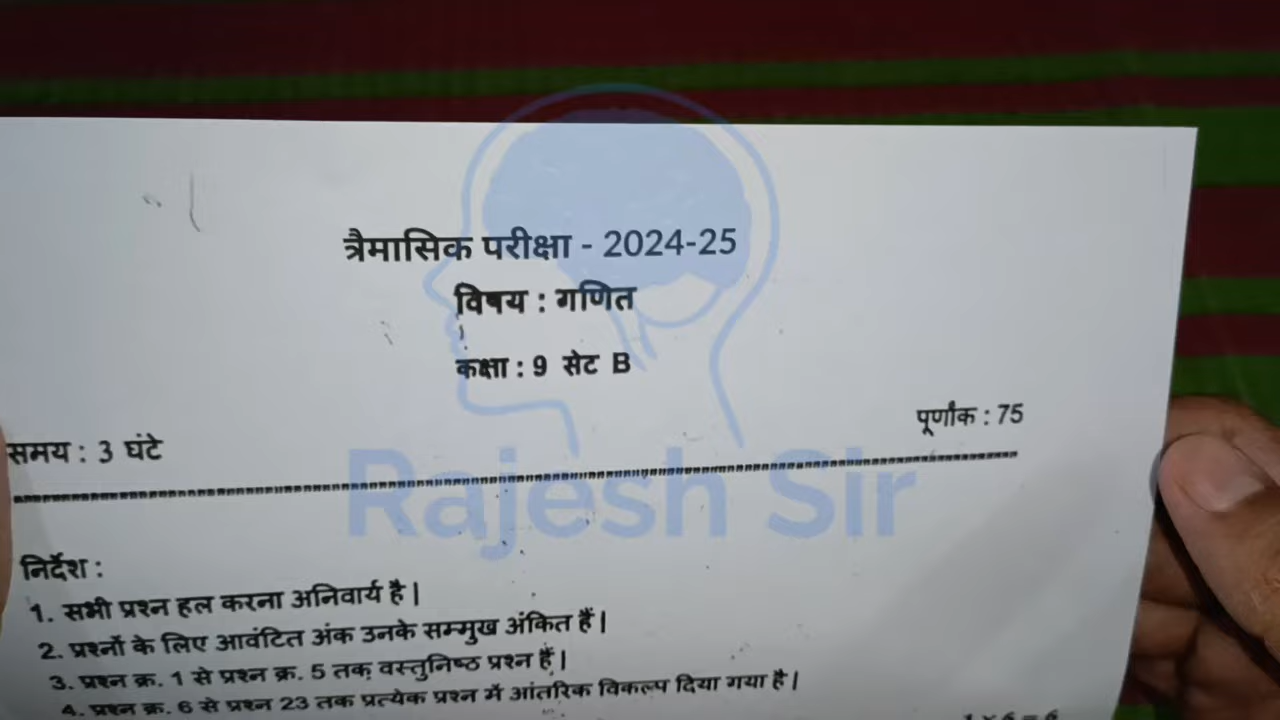 त्रैमासिक परीक्षा - 2024-25
विषय : गणित
कक्षा : 9 सेट B
पूर्णांक : 75
समय : 3 घंटे
Rajesh Sir
निर्देश :
1. सभी प्रश्न हल करना अनिवार्य है |
2. प्रश्नों के लिए आवंटित अंक उनके सम्मुख अंकित हैं |
3. प्रश्न क्र. 1 से प्रश्न क्र. 5 तक वस्तुनिष्ठ प्रश्न हैं |
4. प्रश्न क्र. 6 से प्रश्न 23 तक प्रत्येक प्रश्न में आंतरिक विकल्प दिया गया है |